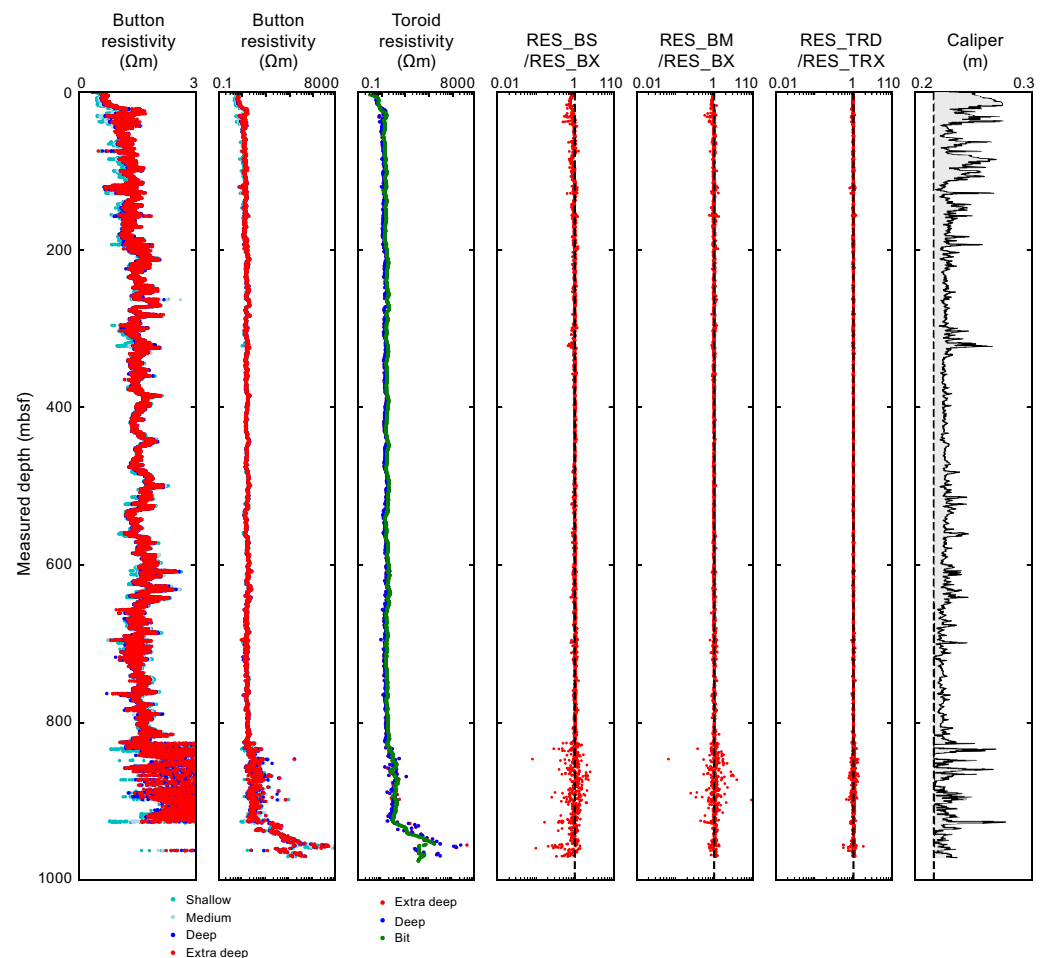 Button resistivity (Ωm)
Button resistivity (Ωm)
Toroid resistivity (Ωm)
RES_BS /RES_BX
RES_BM /RES_BX
RES_TRD /RES_TRX
Caliper (m)
0 3
0.1 8000
0.1 8000
0.01 1 110
0.01 1 110
0.01 1 110
0.2 0.3
Measured depth (mbsf)
0
200
400
600
800
1000
Shallow
Medium
Deep
Extra deep
Extra deep
Deep
Bit